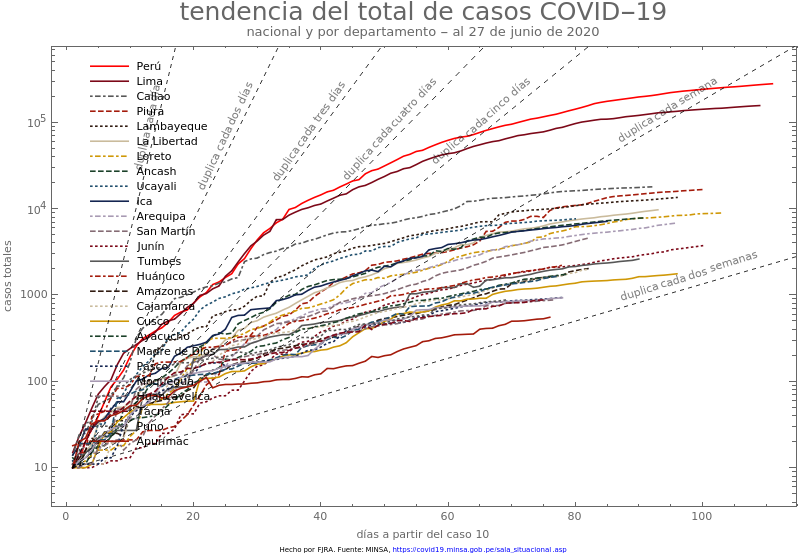 tendencia del total de casos COVID−19
nacional y por departamento − al 27 de junio de 2020
Perú
Lima
Callao
Piura
Lambayeque
La Libertad
Loreto
Áncash
Ucayali
Ica
Arequipa
San Martín
Junín
Tumbes
Huánuco
Amazonas
Cajamarca
Cusco
Ayacucho
Madre de Dios
Pasco
Moquegua
Huancavelica
Tacna
Puno
Apurímac
duplica cada dos días
duplica cada tres días
duplica cada cuatro días
duplica cada cinco días
duplica cada semana
duplica cada dos semanas
casos totales
10^5
10^4
1000
100
10
0 20 40 60 80 100
días a partir del caso 10
Hecho por FJRA. Fuente: MINSA, https://covid19.minsa.gob.pe/sala_situacional.asp